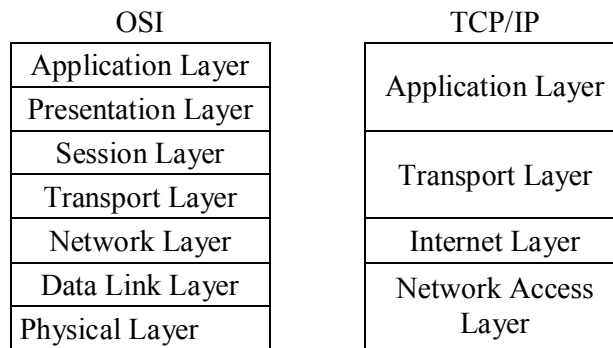 OSI
Application Layer
Presentation Layer
Session Layer
Transport Layer
Network Layer
Data Link Layer
Physical Layer
TCP/IP
Application Layer
Transport Layer
Internet Layer
Network Access
Layer